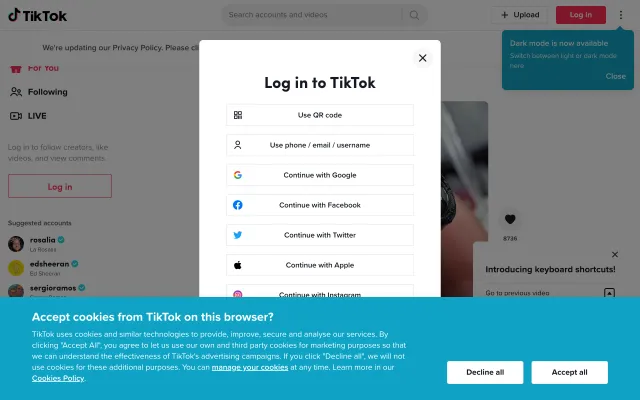 TikTok
Search accounts and videos
Upload
Log in
We're updating our Privacy Policy. Please cli
Dark mode is now available
Switch between light or dark mode
here
Close
For You
Following
LIVE
Log in to follow creators, like
videos, and view comments.
Log in
Suggested accounts
rosalia
La Rosalia
edsheeran
Ed Sheeran
sergioramos
Log in to TikTok
Use QR code
Use phone / email / username
Continue with Google
Continue with Facebook
Continue with Twitter
Continue with Apple
Continue with Instagram
8736
Introducing keyboard shortcuts!
Go to previous video
Accept cookies from TikTok on this browser?
TikTok uses cookies and similar technologies to provide, improve, secure and analyse our services. By
clicking "Accept All", you agree to let us use our own and third party cookies for marketing purposes so that
we can understand the effectiveness of TikTok's advertising campaigns. If you click "Decline all", we will not
use cookies for these additional purposes. You can manage your cookies at any time. Learn more in our
Cookies Policy.
Decline all
Accept all